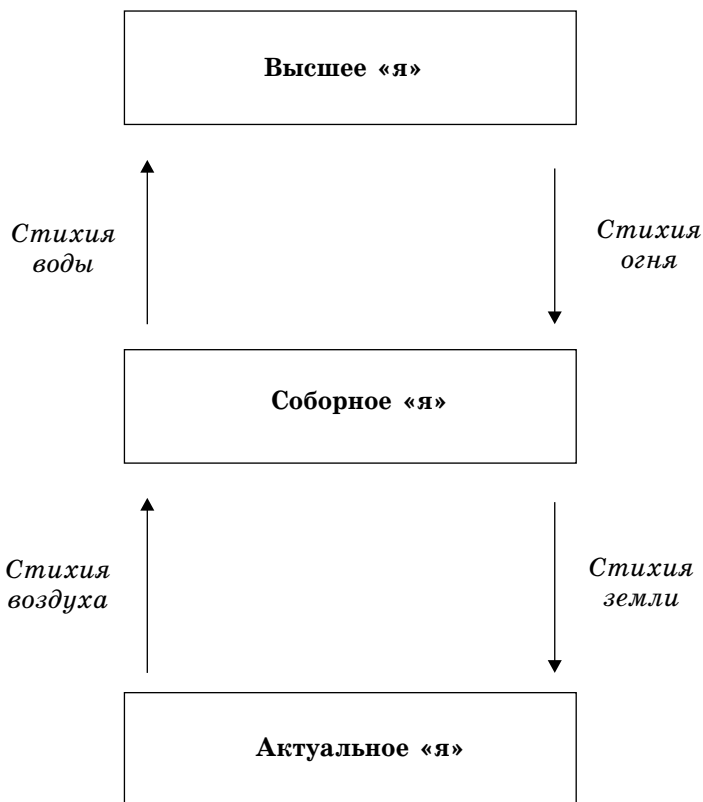 Высшее «я»
Стихия
воды
Стихия
огня
Соборное «я»
Стихия
воздуха
Стихия
земли
Актуальное «я»